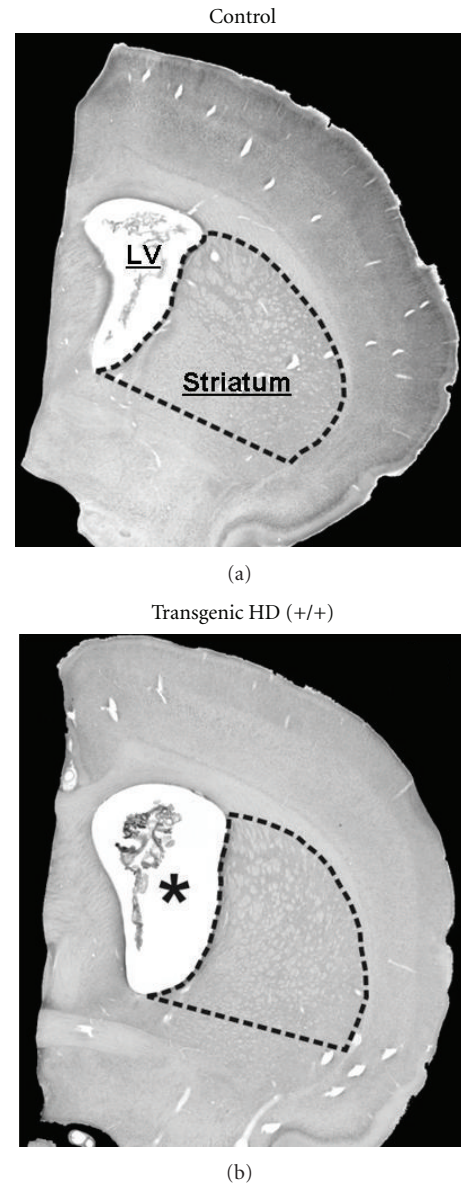 Control
LV
Striatum
(a)
Transgenic HD (+/+)
*
(b)